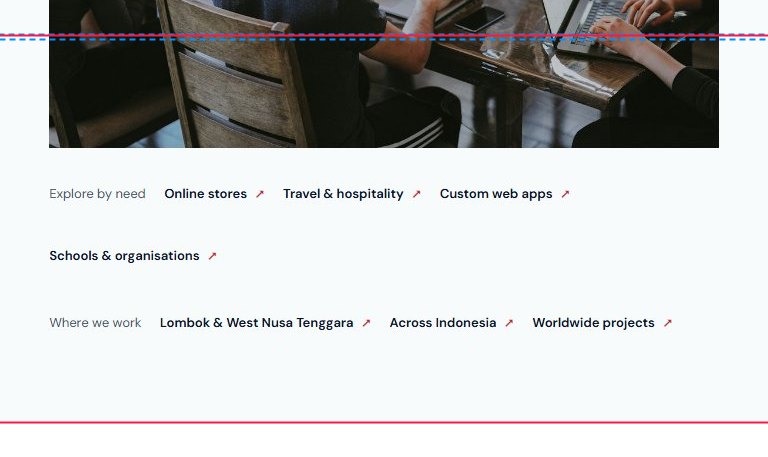 Explore by need Online stores ↗ Travel & hospitality ↗ Custom web apps ↗
Schools & organisations ↗
Where we work Lombok & West Nusa Tenggara ↗ Across Indonesia ↗ Worldwide projects ↗